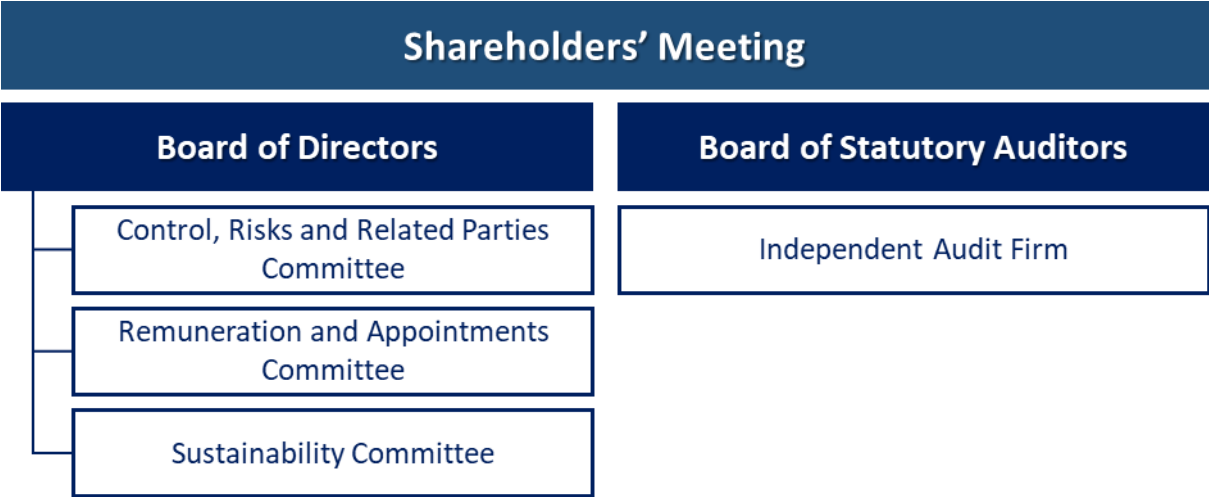 Shareholders’ Meeting
Board of Directors
Board of Statutory Auditors
Control, Risks and Related Parties
Committee
Independent Audit Firm
Remuneration and Appointments
Committee
Sustainability Committee